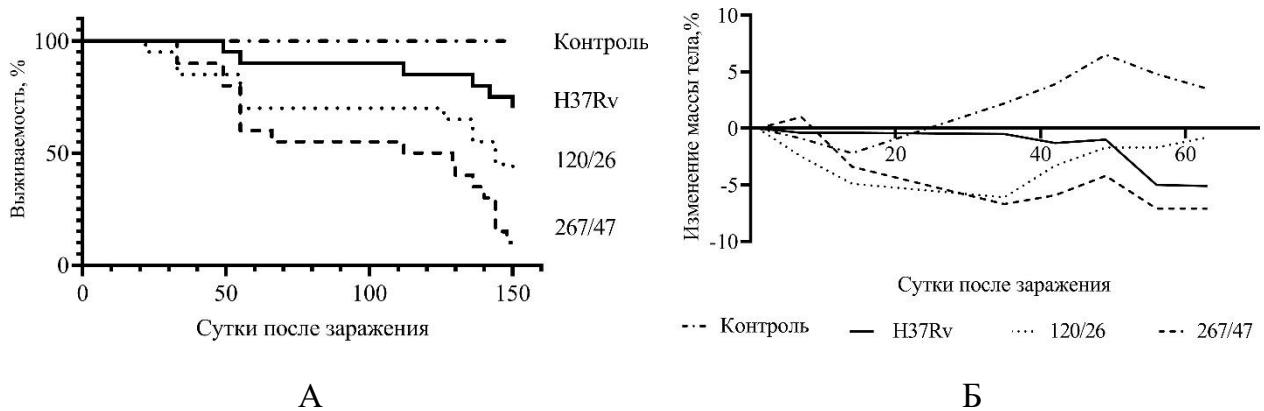 Выживаемость, %
100
50
0
0 50 100 150
Сутки после заражения
Контроль
H37Rv
120/26
267/47
А
Изменение массы тела,%
10
5
0
-5
-10
20 40 60
Сутки после заражения
Контроль H37Rv 120/26 267/47
Б